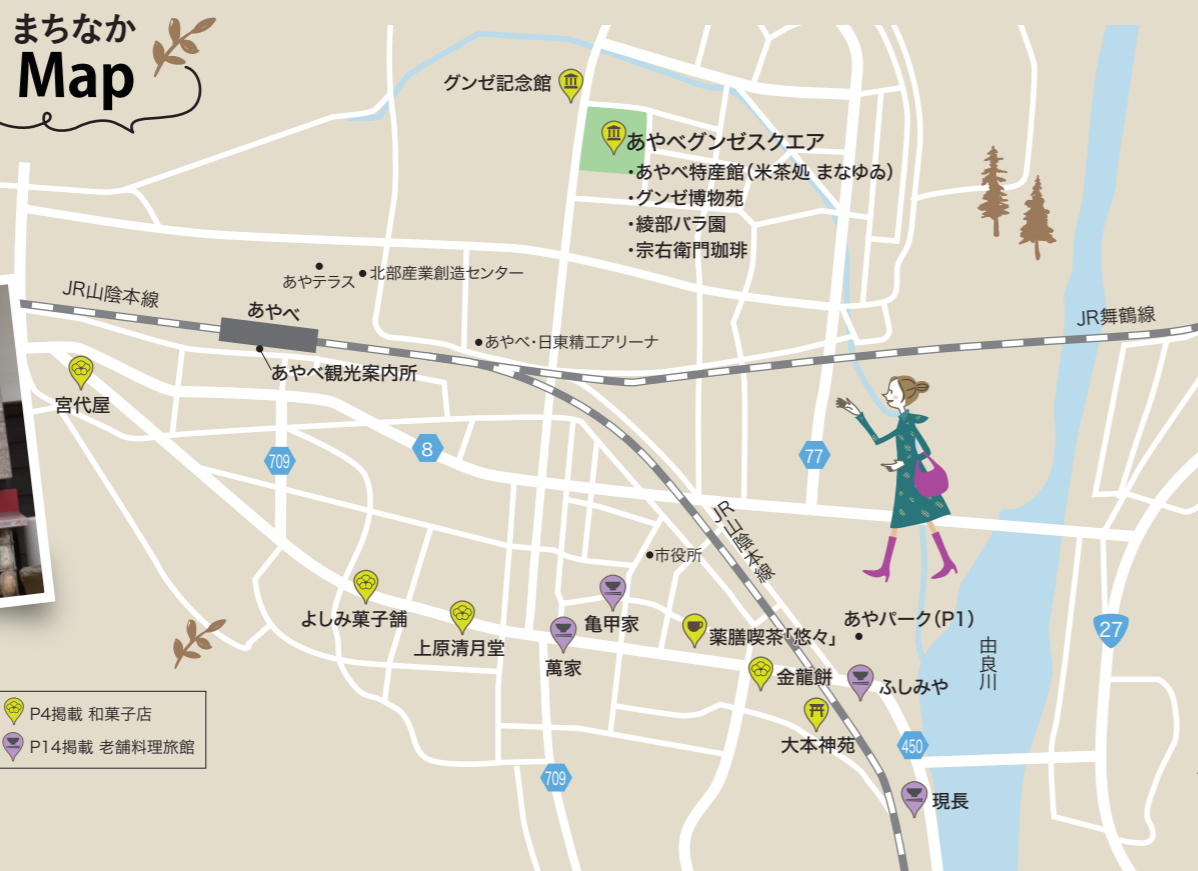 まちなか
Map
グンゼ記念館
あやべグンゼスクエア
・あやべ特産館(米茶処 まなゆゐ)
・グンゼ博物苑
・綾部バラ園
・宗右衛門珈琲
あやテラス
北部産業創造センター
JR山陰本線
あやべ
あやべ・日東精工アリーナ
JR舞鶴線
あやべ観光案内所
宮代屋
709
8
77
JR山陰本線
市役所
よしみ菓子舗
上原清月堂
萬家
亀甲家
薬膳喫茶「悠々」
あやパーク(P1)
由良川
27
金龍餅
ふしみや
大本神苑
450
709
現長
P4掲載 和菓子店
P14掲載 老舗料理旅館